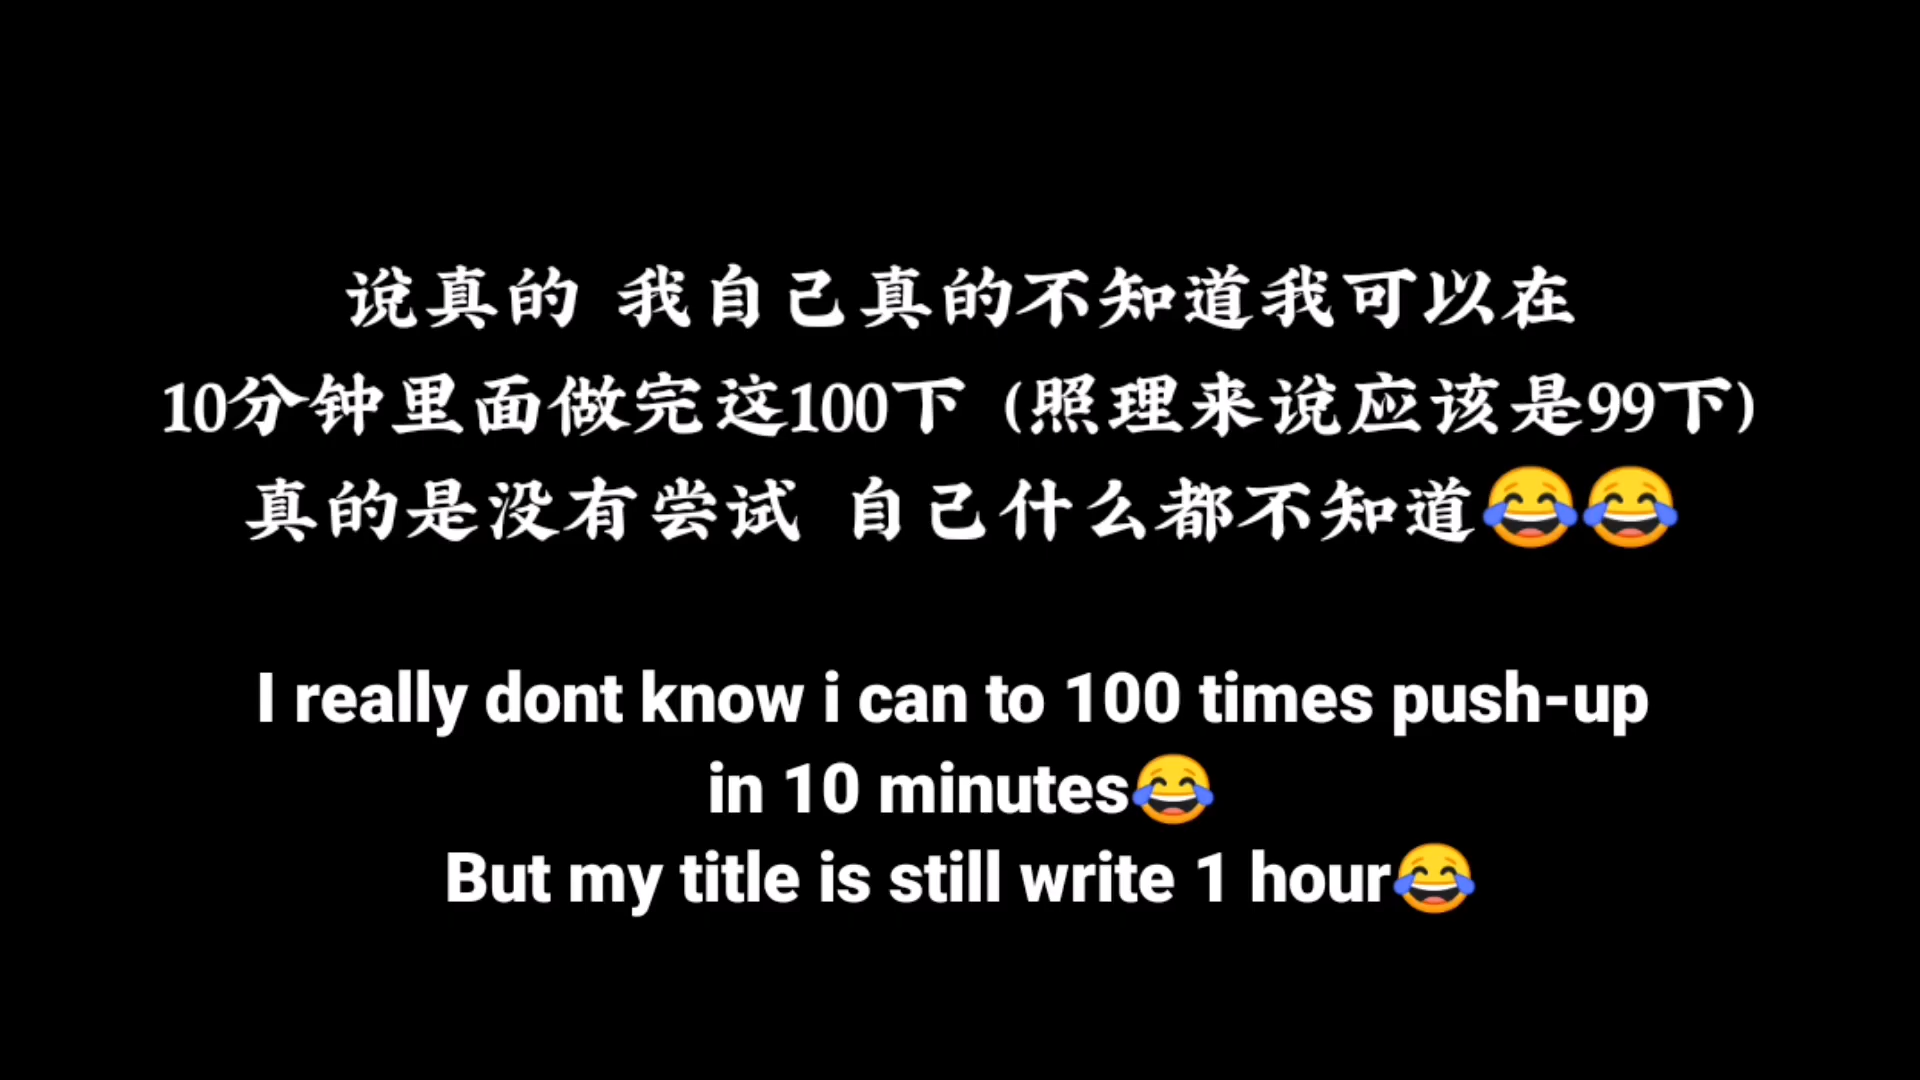 说真的 我自己真的不知道我可以在
10分钟里面做完这100下 (照理来说应该是99下)
真的是没有尝试 自己什么都不知道😂😂
I really dont know i can to 100 times push-up
in 10 minutes😂
But my title is still write 1 hour😂